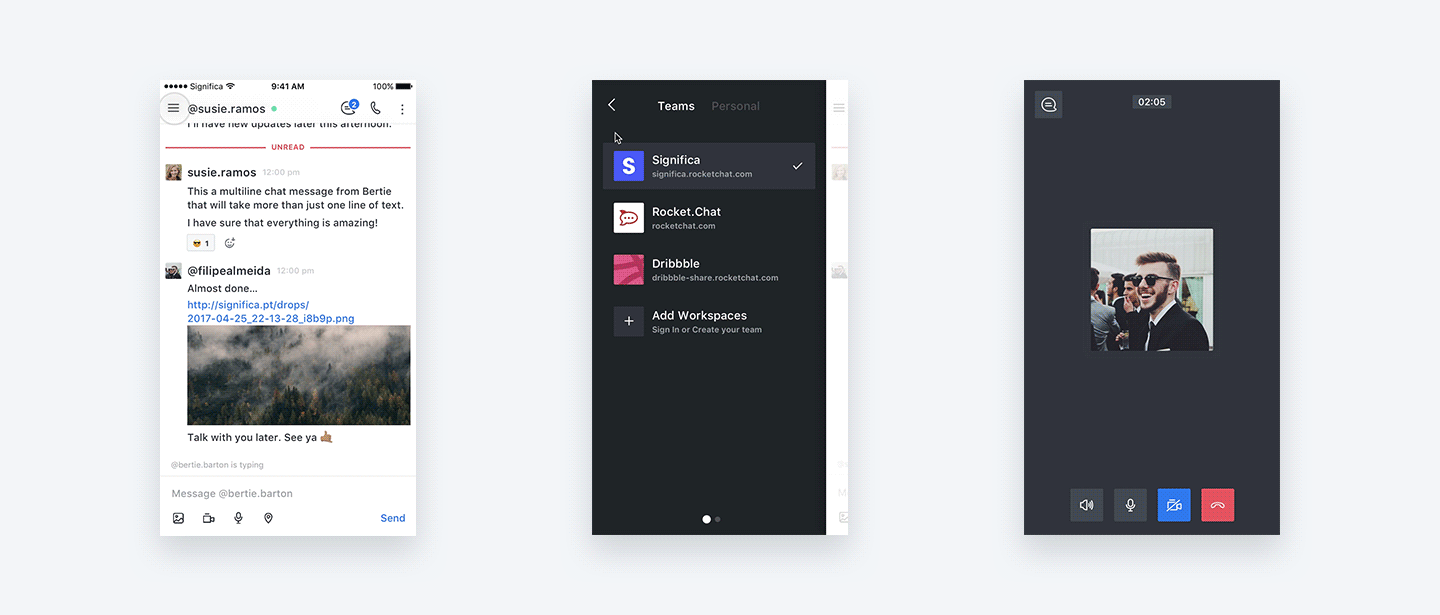 Significa
9:41 AM
100%
@susie.ramos
2
I'll have new updates later this afternoon.
UNREAD
susie.ramos 12:00 pm
This a multiline chat message from Bertie
that will take more than just one line of text.
I have sure that everything is amazing!
1
@filipealmeida 12:00 pm
Almost done...
http://significa.pt/drops/
2017-04-25_22-13-28_i8b9p.png
Talk with you later. See ya
@bertie.barton is typing
Message @bertie.barton
Send
Teams Personal
S
Significa
significa.rocketchat.com
Rocket.Chat
rocketchat.com
Dribbble
dribbble-share.rocketchat.com
Add Workspaces
Sign In or Create your team
02:05